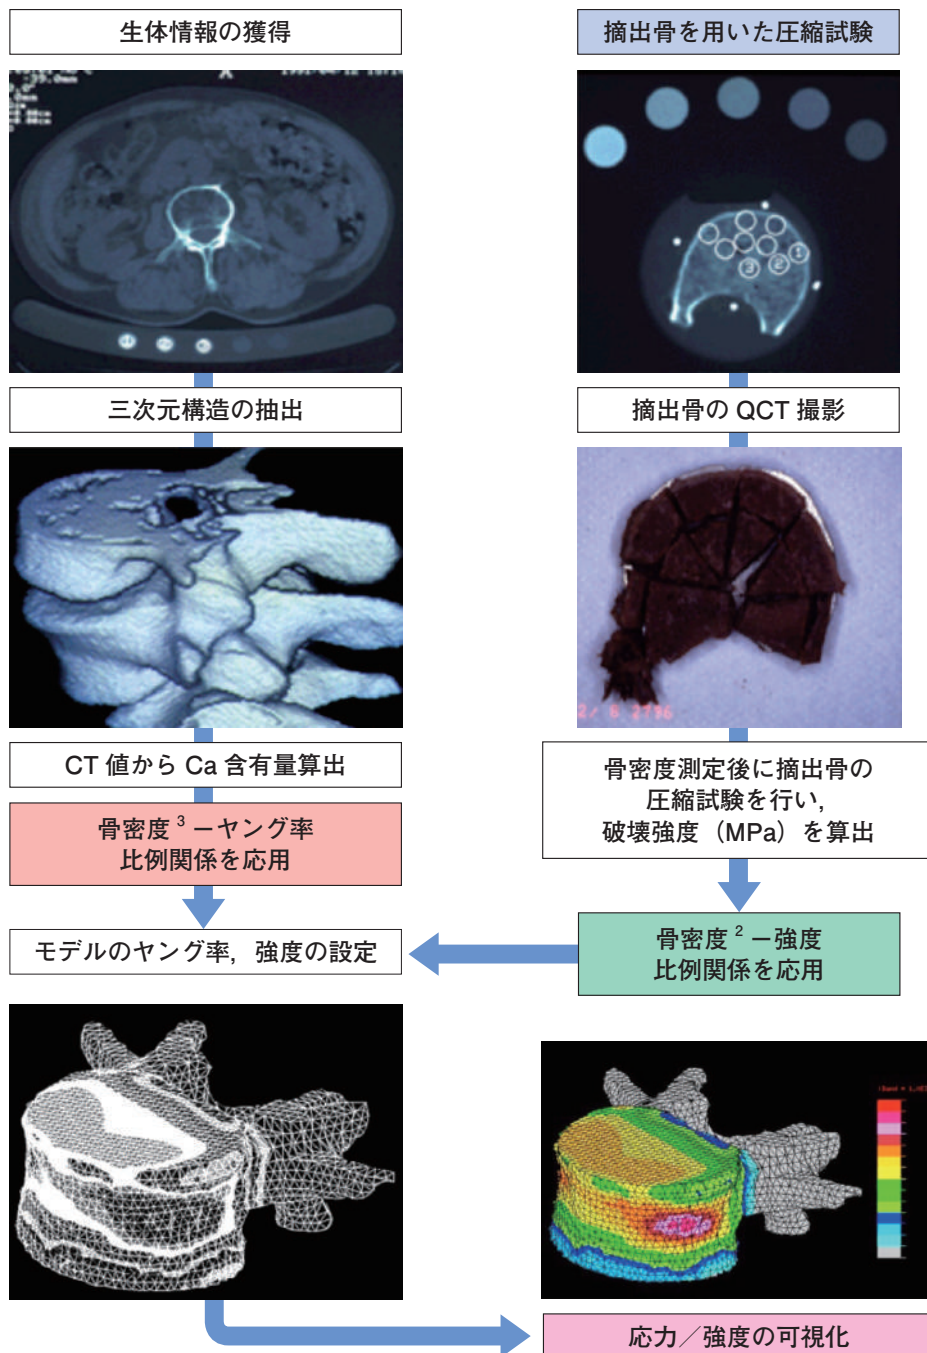 生体情報の獲得
三次元構造の抽出
CT 値から Ca 含有量算出
骨密度 ³ −ヤング率
比例関係を応用
モデルのヤング率，強度の設定
摘出骨を用いた圧縮試験
1
2
3
摘出骨の QCT 撮影
骨密度測定後に摘出骨の
圧縮試験を行い，
破壊強度（MPa）を算出
骨密度 ² −強度
比例関係を応用
応力／強度の可視化